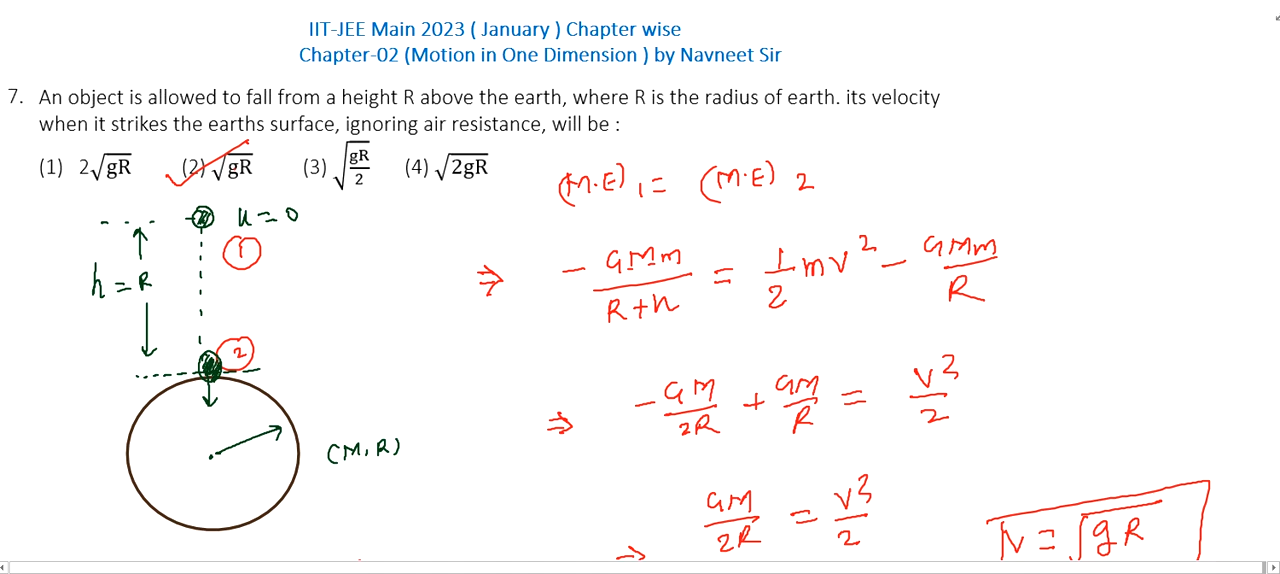 IIT-JEE Main 2023 ( January ) Chapter wise
Chapter-02 (Motion in One Dimension ) by Navneet Sir
7. An object is allowed to fall from a height R above the earth, where R is the radius of earth. its velocity
when it strikes the earths surface, ignoring air resistance, will be :
(1) 2√gR (2) √gR (3) √(gR/2) (4) √2gR
(M.E)₁ = (M.E)₂
u = 0
①
h = R
⇒ -GMm/(R+h) = 1/2 mv² - GMm/R
②
⇒ -GM/2R + GM/R = v²/2
(M,R)
⇒ GM/2R = v²/2
v = √gR